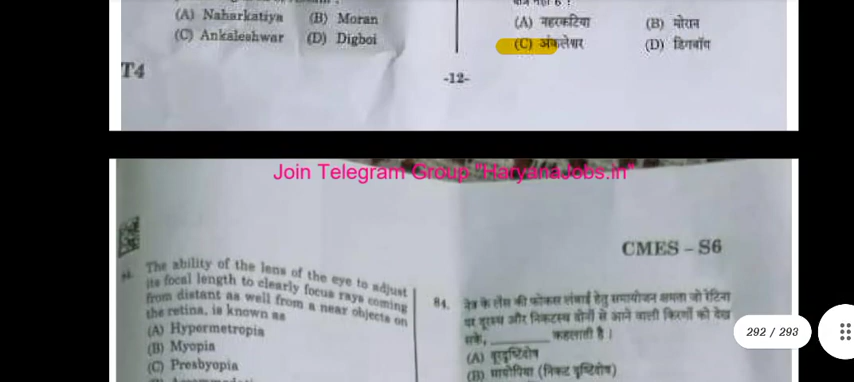 (A) Naharkatiya (B) Moran
(C) Ankaleshwar (D) Digboi
(A) नहरकटिया (B) मोरान
(C) अंकलेश्वर (D) डिगबॉय
T4
-12-
Join Telegram Group "HaryanaJobs.in"
CMES - S6
The ability of the lens of the eye to adjust
its focal length to clearly focus rays coming
from distant as well from a near objects on
the retina, is known as
(A) Hypermetropia
(B) Myopia
(C) Presbyopia
84. नेत्र के लेंस की फोकस लंबाई हेतु समायोजन क्षमता जो रेटिना
पर दूरस्थ और निकटस्थ दोनों से आने वाली किरणों को देख
सके, ________ कहलाती है।
(A) दूरदृष्टिदोष
(B) मायोपिया (निकट दृष्टिदोष)
292 / 293